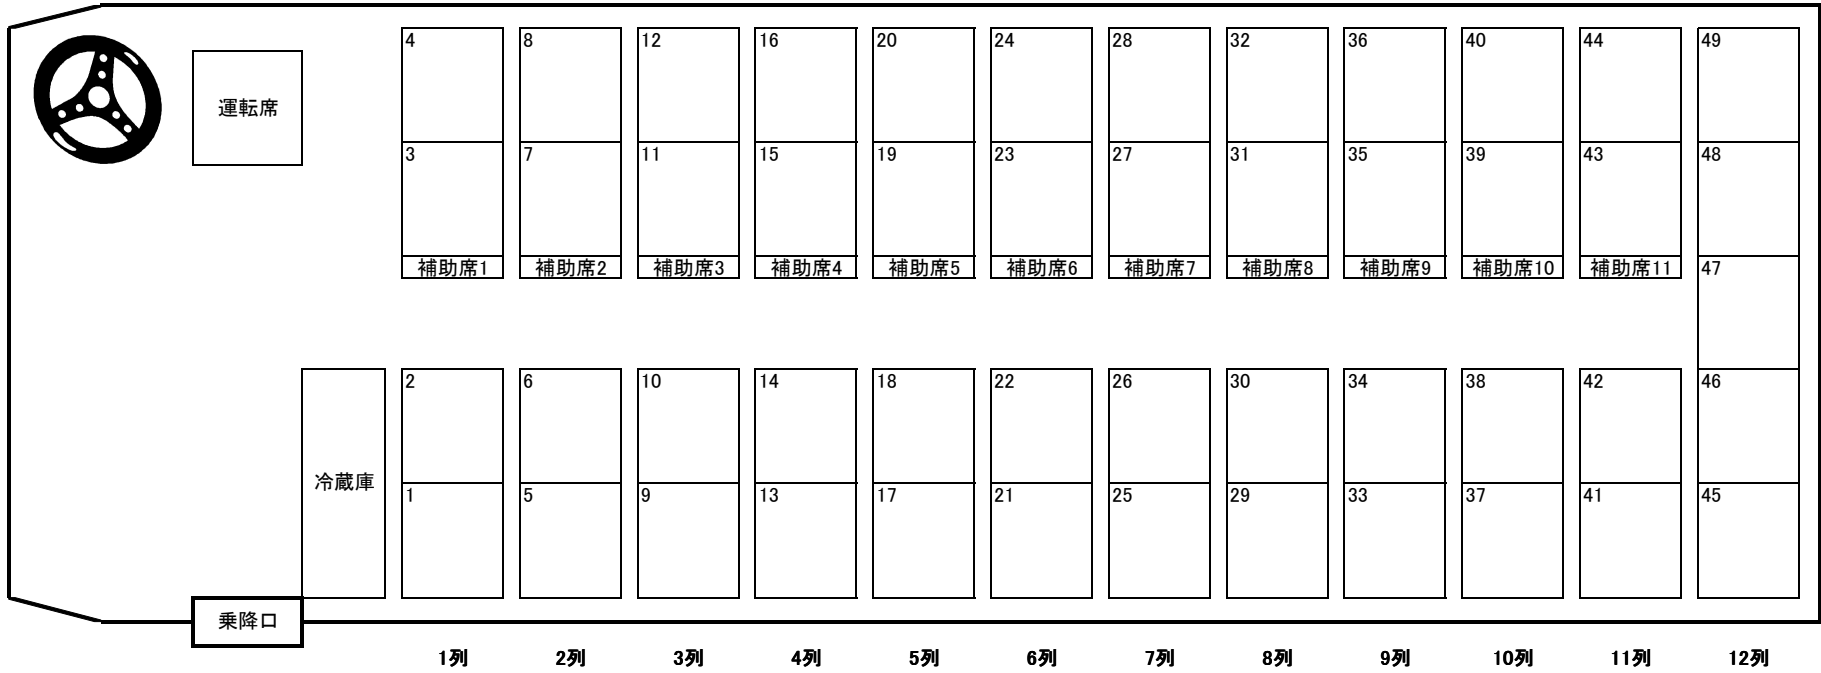 4 8 12 16 20 24 28 32 36 40 44 49
運転席
3 7 11 15 19 23 27 31 35 39 43 48
補助席1 補助席2 補助席3 補助席4 補助席5 補助席6 補助席7 補助席8 補助席9 補助席10 補助席11 47
2 6 10 14 18 22 26 30 34 38 42 46
冷蔵庫
1 5 9 13 17 21 25 29 33 37 41 45
乗降口
1列 2列 3列 4列 5列 6列 7列 8列 9列 10列 11列 12列